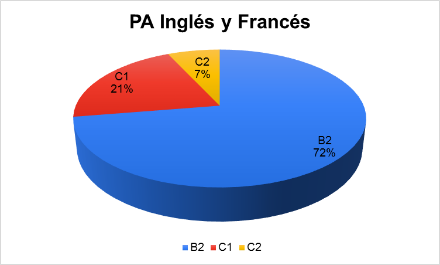 PA Inglés y Francés
C2
7%
C1
21%
B2
72%
B2 C1 C2